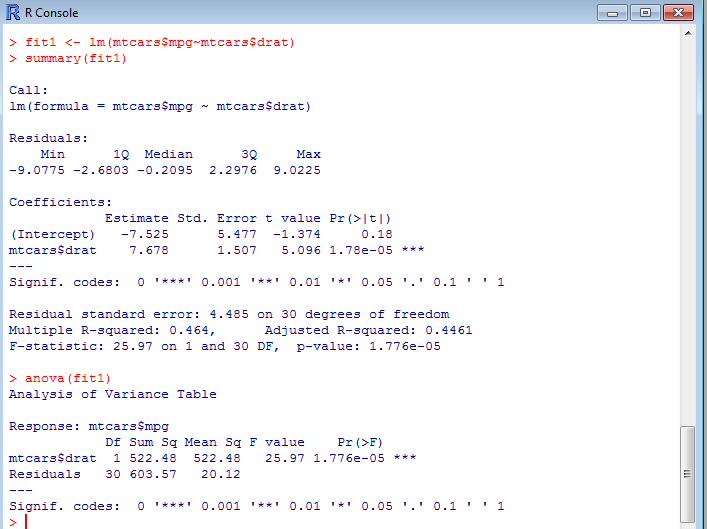 R Console
> fit1 <- lm(mtcars$mpg~mtcars$drat)
> summary(fit1)
Call:
lm(formula = mtcars$mpg ~ mtcars$drat)
Residuals:
    Min      1Q  Median      3Q     Max
-9.0775 -2.6803 -0.2095  2.2976  9.0225
Coefficients:
            Estimate Std. Error t value Pr(>|t|)
(Intercept)   -7.525      5.477  -1.374     0.18
mtcars$drat    7.678      1.507   5.096 1.78e-05 ***
---
Signif. codes:  0 '***' 0.001 '**' 0.01 '*' 0.05 '.' 0.1 ' ' 1
Residual standard error: 4.485 on 30 degrees of freedom
Multiple R-squared: 0.464,      Adjusted R-squared: 0.4461
F-statistic: 25.97 on 1 and 30 DF,  p-value: 1.776e-05
> anova(fit1)
Analysis of Variance Table
Response: mtcars$mpg
            Df Sum Sq Mean Sq F value    Pr(>F)
mtcars$drat  1 522.48  522.48   25.97 1.776e-05 ***
Residuals   30 603.57   20.12
---
Signif. codes:  0 '***' 0.001 '**' 0.01 '*' 0.05 '.' 0.1 ' ' 1
>